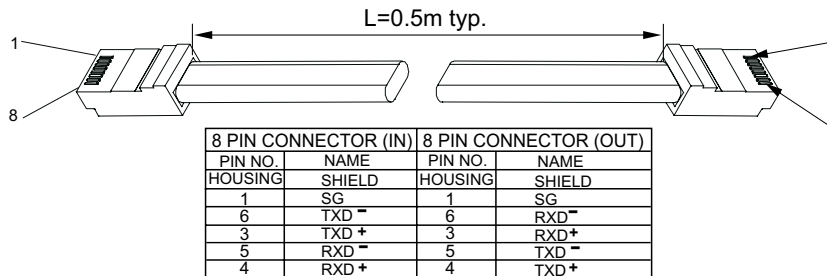 L=0.5m typ.
1
8
8 PIN CONNECTOR (IN) 8 PIN CONNECTOR (OUT)
PIN NO. NAME PIN NO. NAME
HOUSING SHIELD HOUSING SHIELD
1 SG 1 SG
6 TXD - 6 RXD-
3 TXD + 3 RXD+
5 RXD - 5 TXD -
4 RXD + 4 TXD+